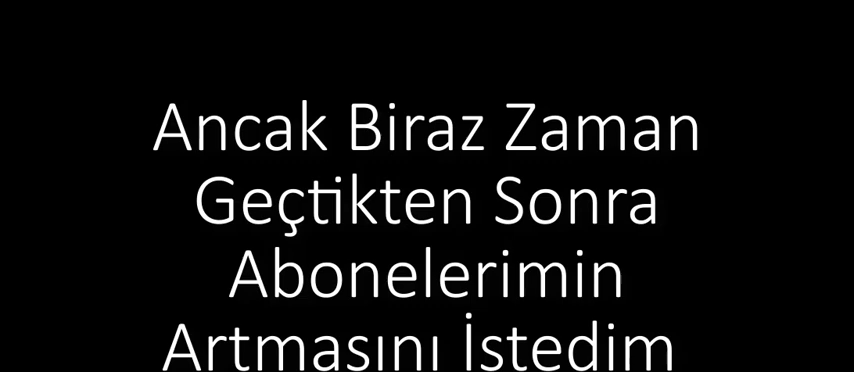 Ancak Biraz Zaman
Geçtikten Sonra
Abonelerimin
Artmasını İstedim